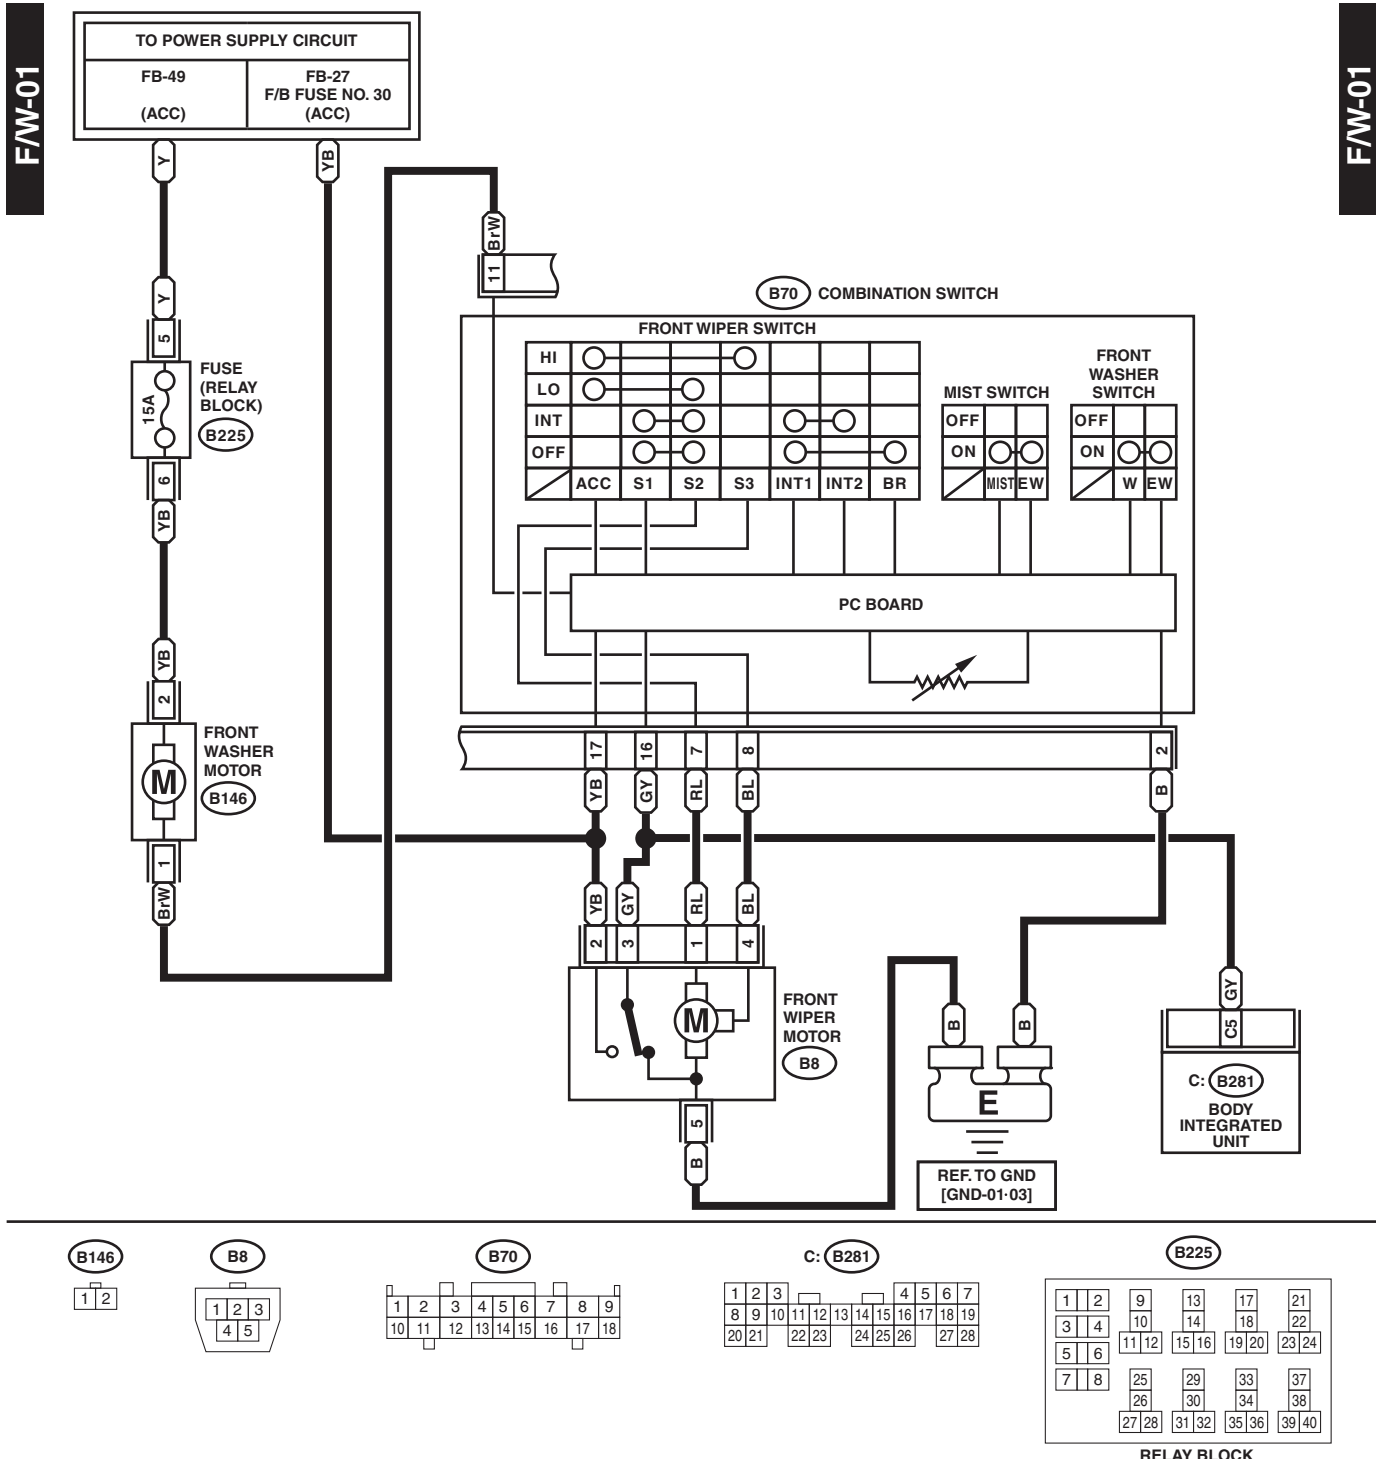 F/W-01
F/W-01
TO POWER SUPPLY CIRCUIT
FB-49
(ACC)
FB-27
F/B FUSE NO. 30
(ACC)
Y
YB
BrW
11
Y
5
15A
FUSE
(RELAY
BLOCK)
B225
6
YB
YB
2
M
FRONT
WASHER
MOTOR
B146
1
BrW
B70 COMBINATION SWITCH
FRONT WIPER SWITCH
HI
LO
INT
OFF
ACC S1 S2 S3 INT1 INT2 BR
MIST SWITCH
OFF
ON
MIST EW
FRONT
WASHER
SWITCH
OFF
ON
W EW
PC BOARD
17 16 7 8 2
YB GY RL BL B
YB GY RL BL
2 3 1 4
M
FRONT
WIPER
MOTOR
B8
5
B
B B
E
REF. TO GND
[GND-01·03]
GY
C5
C: B281
BODY
INTEGRATED
UNIT
B146
1 2
B8
1 2 3
4 5
B70
1 2 3 4 5 6 7 8 9
10 11 12 13 14 15 16 17 18
C: B281
1 2 3 4 5 6 7
8 9 10 11 12 13 14 15 16 17 18 19
20 21 22 23 24 25 26 27 28
B225
1 2 9 13 17 21
3 4 10 14 18 22
5 6 11 12 15 16 19 20 23 24
7 8 25 29 33 37
26 30 34 38
27 28 31 32 35 36 39 40
RELAY BLOCK